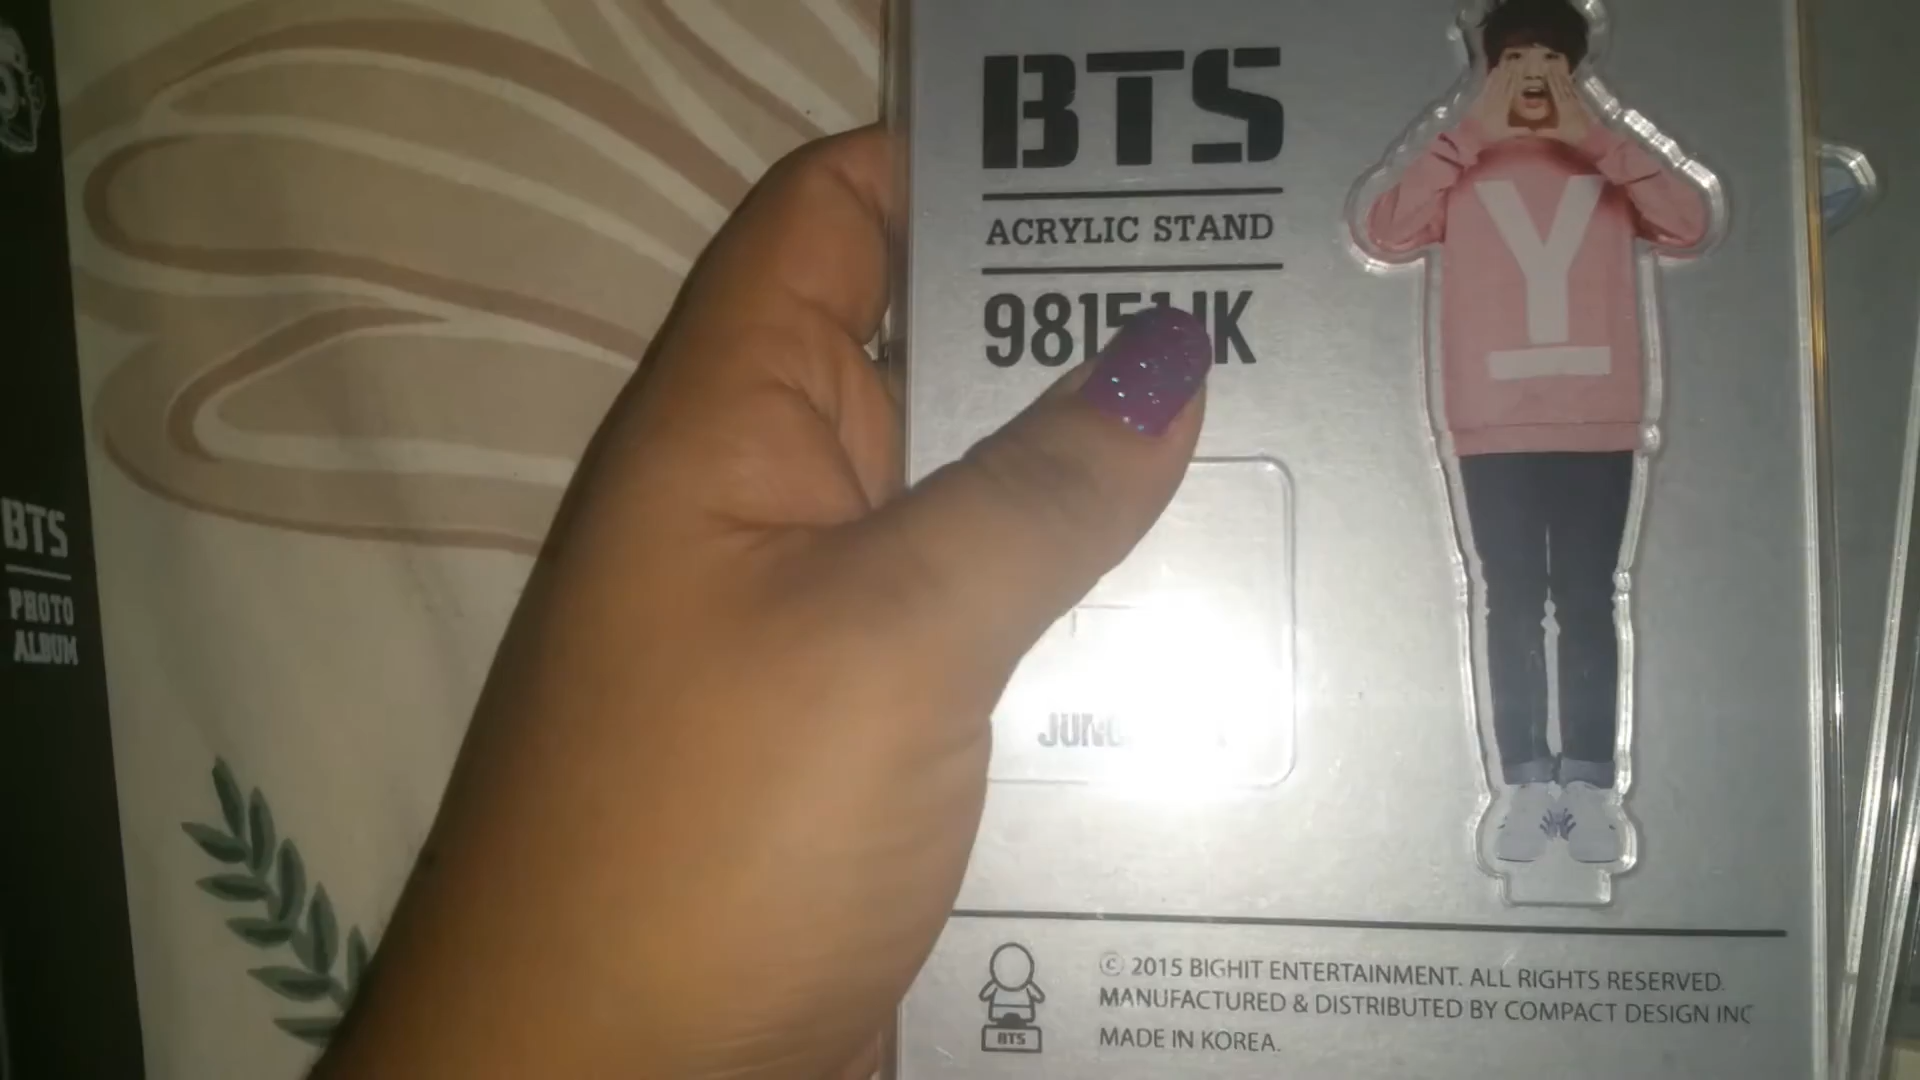 BTS
PHOTO
ALBUM
BTS
ACRYLIC STAND
Y
BTS
© 2015 BIGHIT ENTERTAINMENT. ALL RIGHTS RESERVED.
MANUFACTURED & DISTRIBUTED BY COMPACT DESIGN INC
MADE IN KOREA.